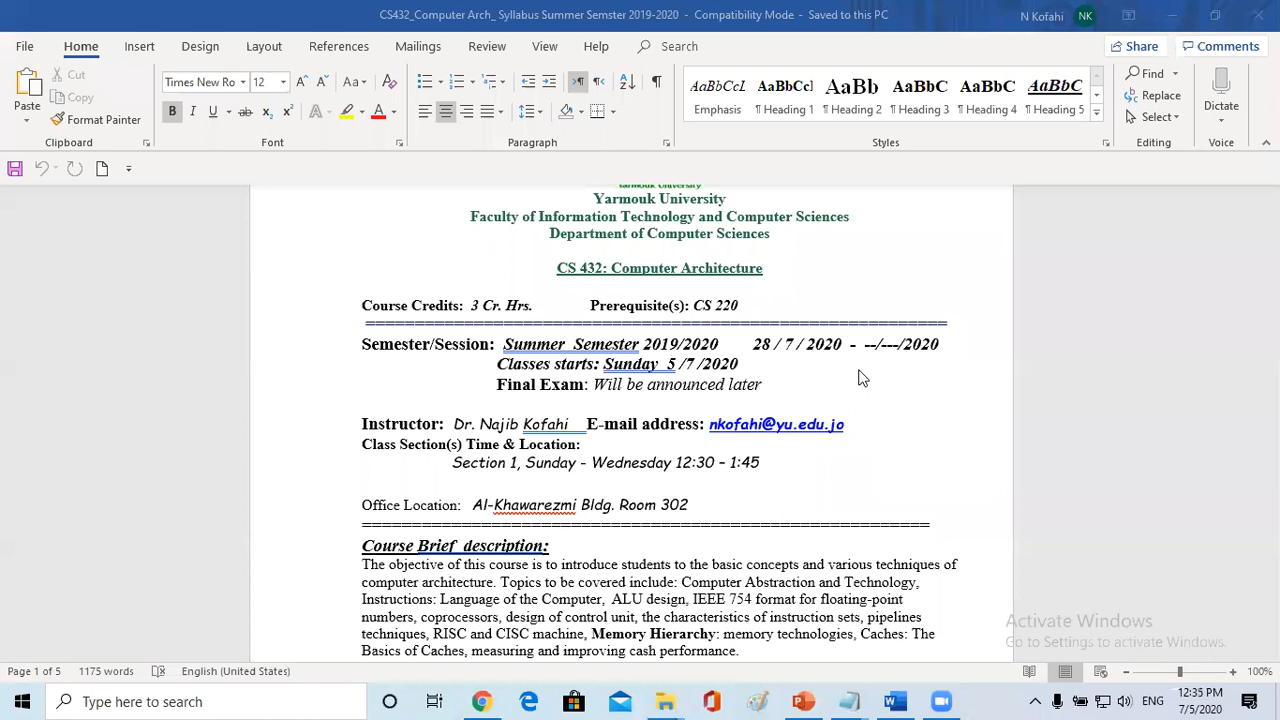 CS432_Computer Arch_ Syllabus Summer Semster 2019-2020 - Compatibility Mode - Saved to this PC
N Kofahi NK
File Home Insert Design Layout References Mailings Review View Help Search Share Comments
Paste
Cut
Copy
Format Painter
Times New Ro 12
AaBbCcL Emphasis
AaBbCc ¶ Heading 1
AaBb ¶ Heading 2
AaBbC ¶ Heading 3
AaBbC ¶ Heading 4
AaBbC ¶ Heading 5
Find
Replace
Select
Dictate
Clipboard Font Paragraph Styles Editing Voice
Yarmouk University
Yarmouk University
Faculty of Information Technology and Computer Sciences
Department of Computer Sciences
CS 432: Computer Architecture
Course Credits: 3 Cr. Hrs. Prerequisite(s): CS 220
Semester/Session: Summer Semester 2019/2020 28 / 7 / 2020 - --/---/2020
Classes starts: Sunday 5 /7 /2020
Final Exam: Will be announced later
Instructor: Dr. Najib Kofahi E-mail address: nkofahi@yu.edu.jo
Class Section(s) Time & Location:
Section 1, Sunday - Wednesday 12:30 – 1:45
Office Location: Al-Khawarezmi Bldg. Room 302
Course Brief description:
The objective of this course is to introduce students to the basic concepts and various techniques of
computer architecture. Topics to be covered include: Computer Abstraction and Technology,
Instructions: Language of the Computer, ALU design, IEEE 754 format for floating-point
numbers, coprocessors, design of control unit, the characteristics of instruction sets, pipelines
techniques, RISC and CISC machine, Memory Hierarchy: memory technologies, Caches: The
Basics of Caches, measuring and improving cash performance.
Activate Windows
Go to Settings to activate Windows.
Page 1 of 5 1175 words English (United States) 100%
Type here to search
ENG
12:35 PM
7/5/2020